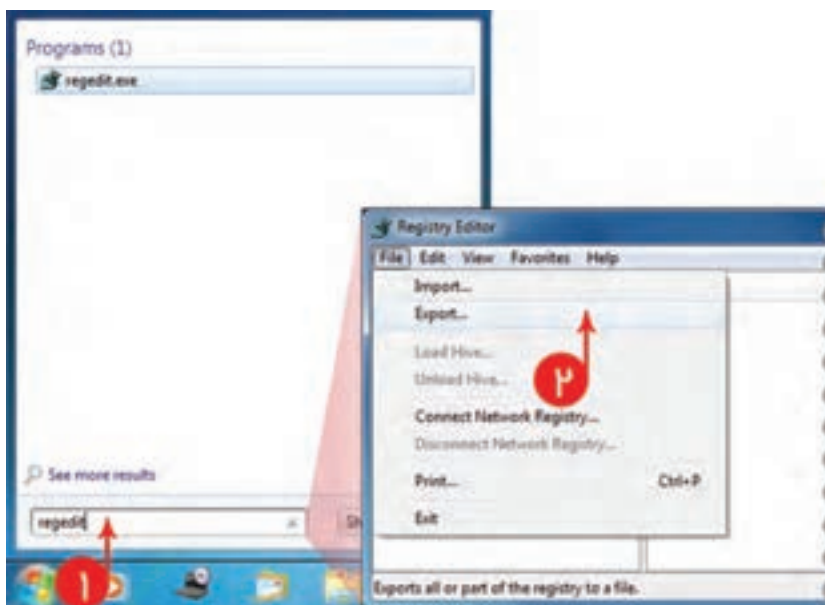 Programs (1)
regedit.exe
See more results
regedit
Sh
۱
Registry Editor
File Edit View Favorites Help
Import...
Export...
Load Hive...
Unload Hive...
۲
Connect Network Registry...
Disconnect Network Registry...
Print... Ctrl+P
Exit
Exports all or part of the registry to a file.